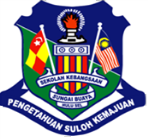 SEKOLAH KEBANGSAAN
SUNGAI BUAYA
PENGETAHUAN SULOH KEMAJUAN